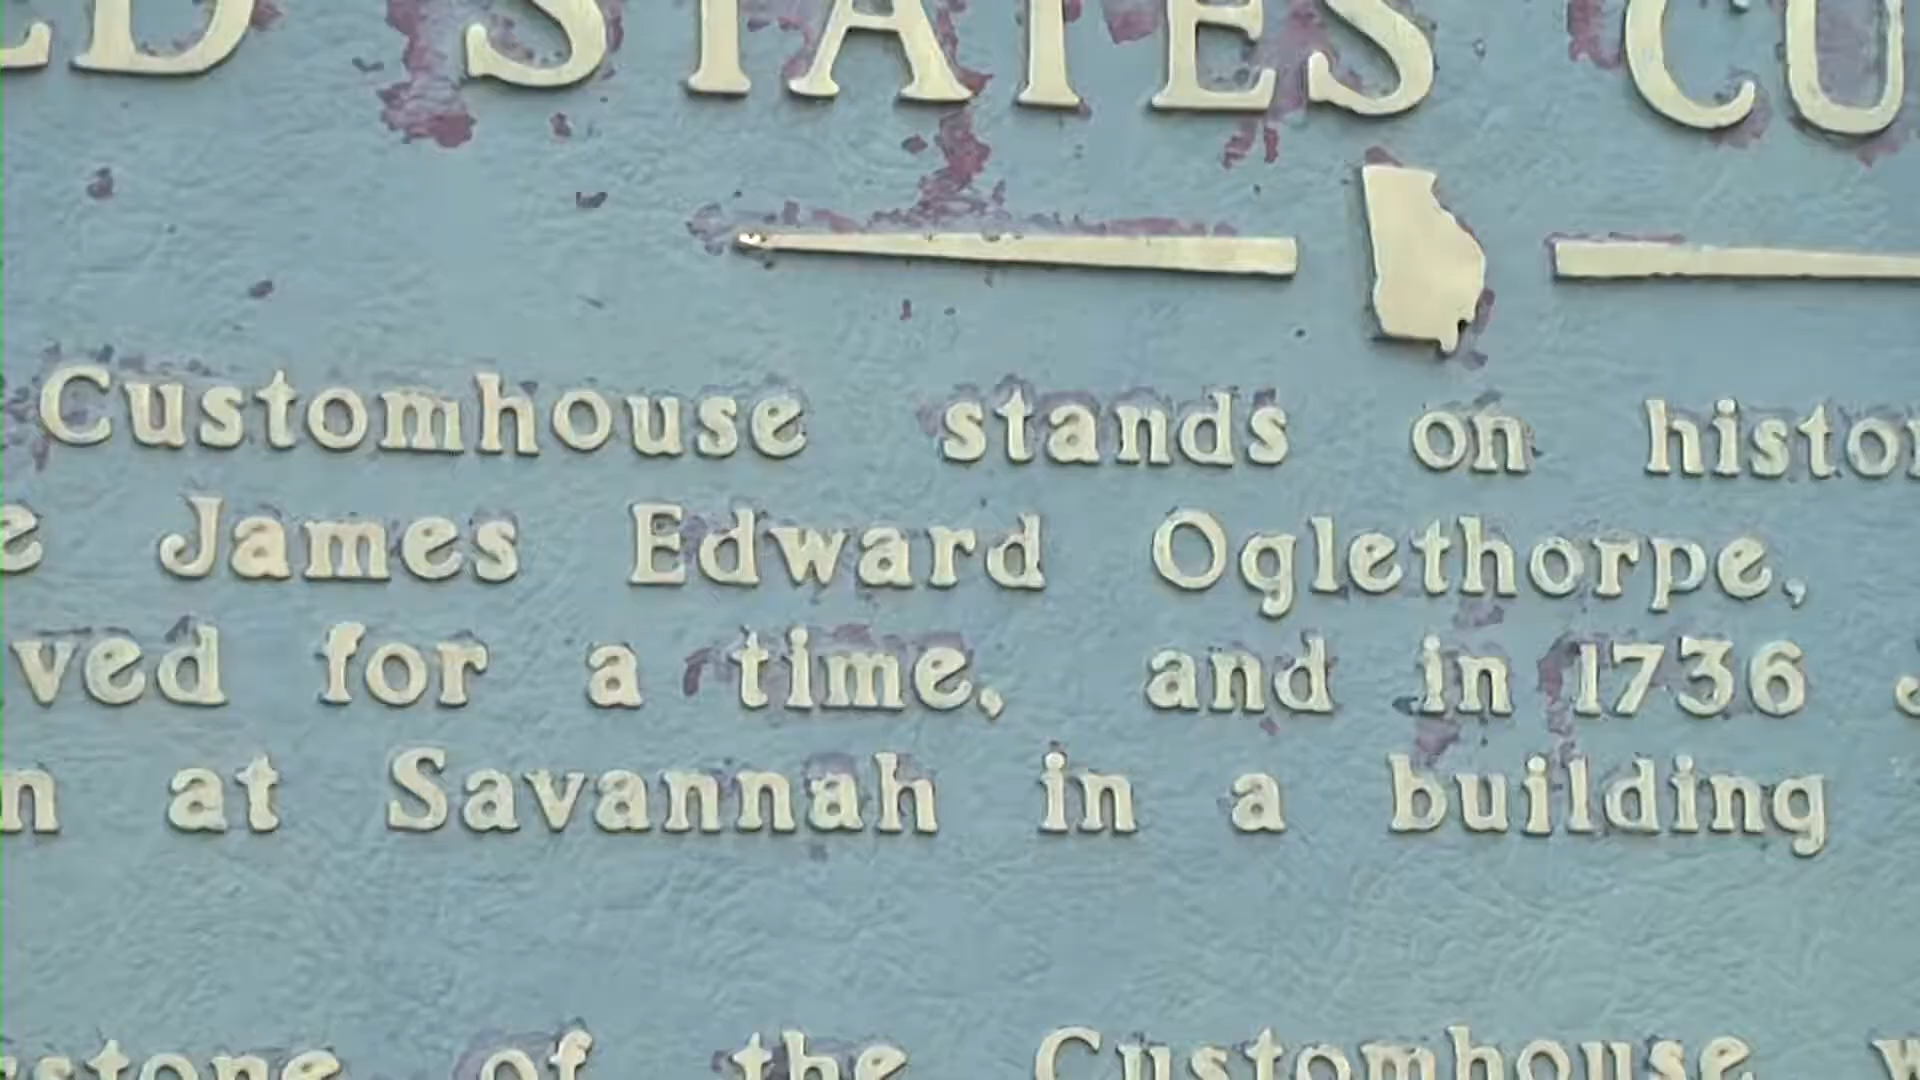 ED STATES CU
Customhouse stands on histor
e James Edward Oglethorpe,
ved for a time, and in 1736 J
n at Savannah in a building
stone of the Customhouse w